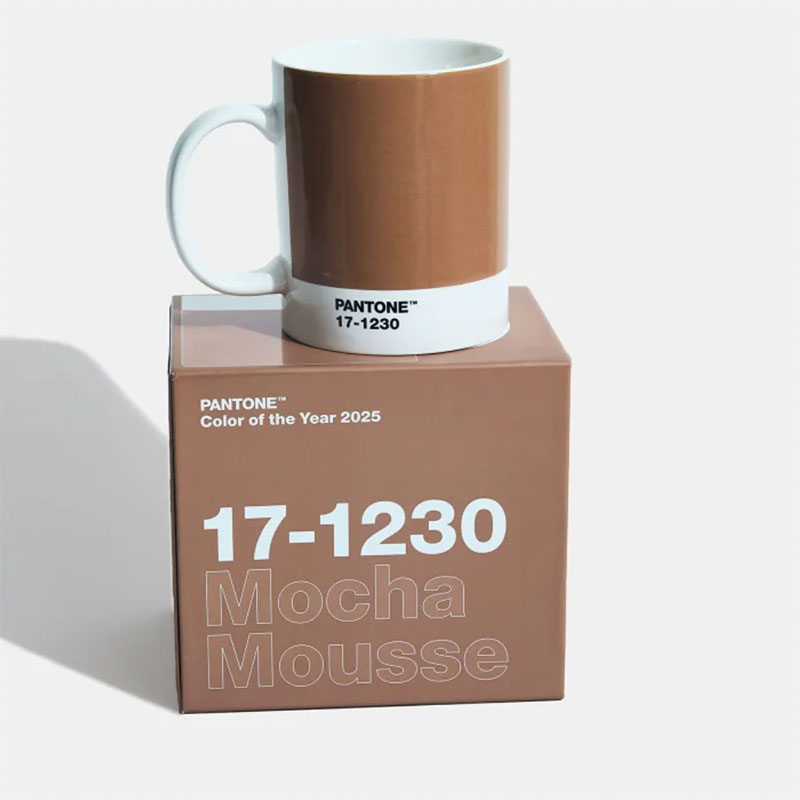 PANTONE™
17-1230
PANTONE™
Color of the Year 2025
17-1230
Mocha
Mousse